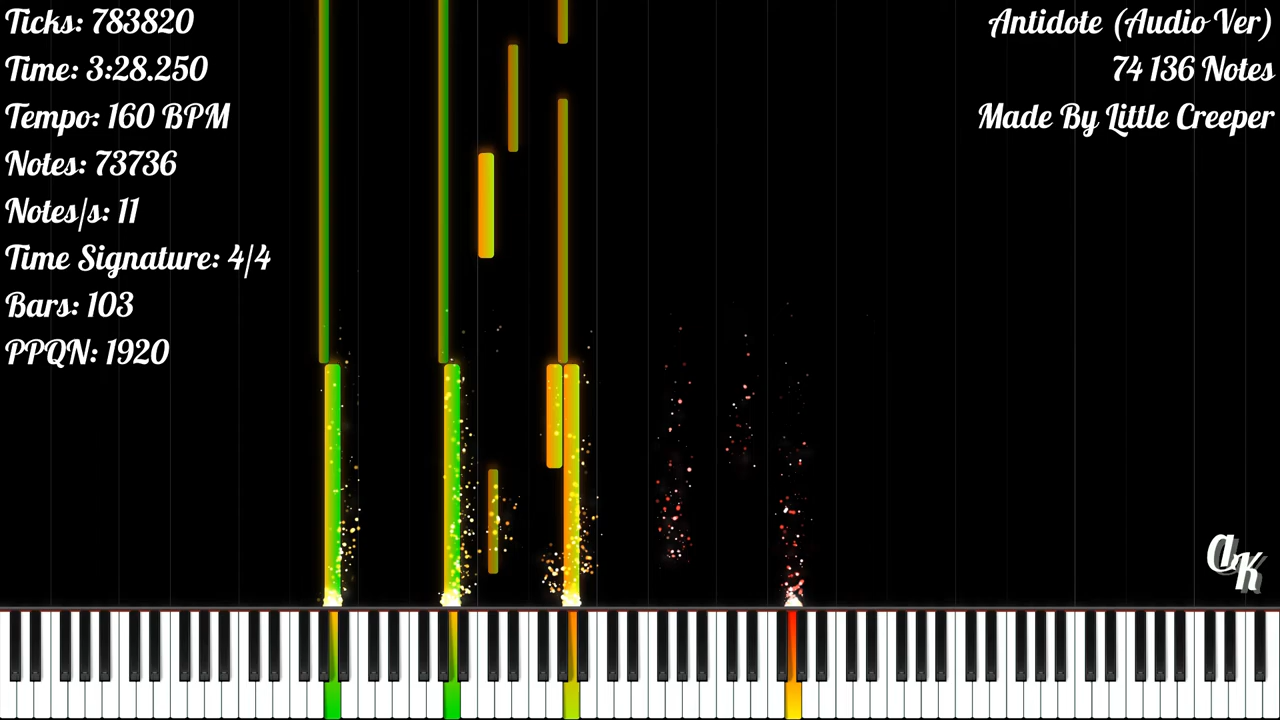 Ticks: 783820
Time: 3:28.250
Tempo: 160 BPM
Notes: 73736
Notes/s: 11
Time Signature: 4/4
Bars: 103
PPQN: 1920
Antidote (Audio Ver)
74 136 Notes
Made By Little Creeper
aK